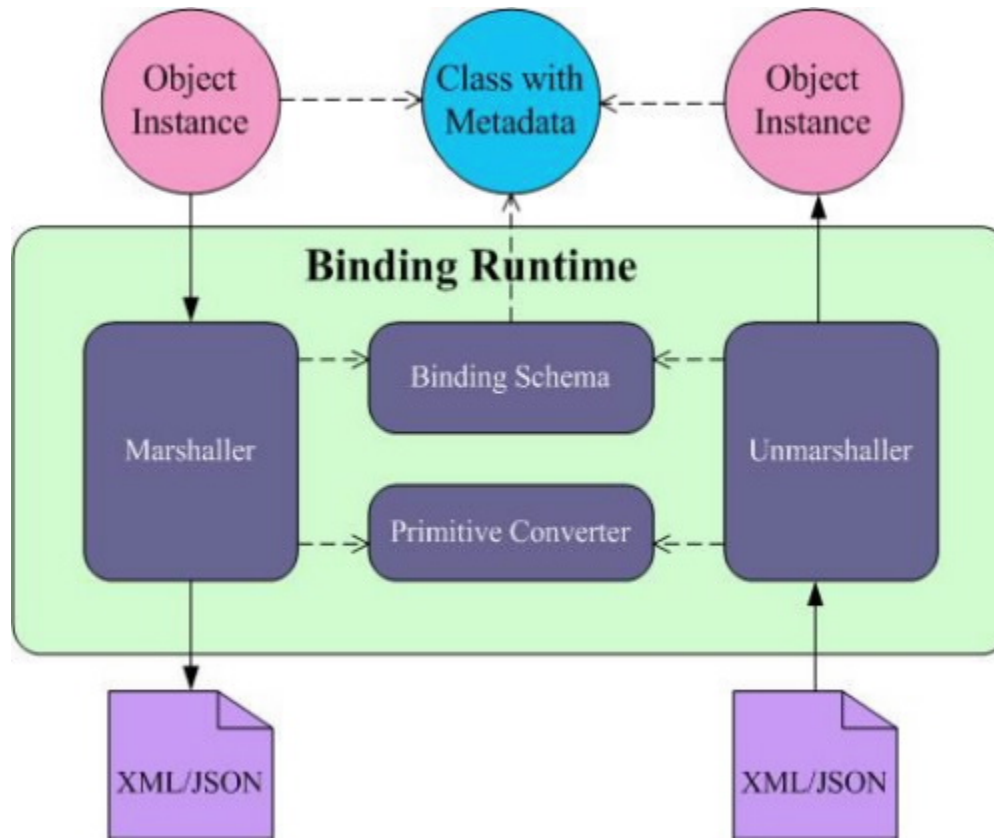 Object
Instance
Class with
Metadata
Object
Instance
Binding Runtime
Marshaller
Binding Schema
Primitive Converter
Unmarshaller
XML/JSON
XML/JSON